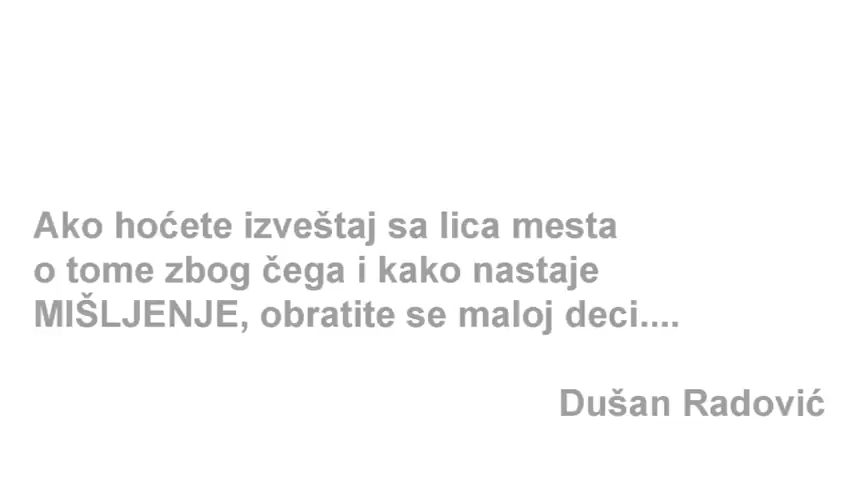 Ako hoćete izveštaj sa lica mesta
o tome zbog čega i kako nastaje
MIŠLJENJE, obratite se maloj deci....
Dušan Radović